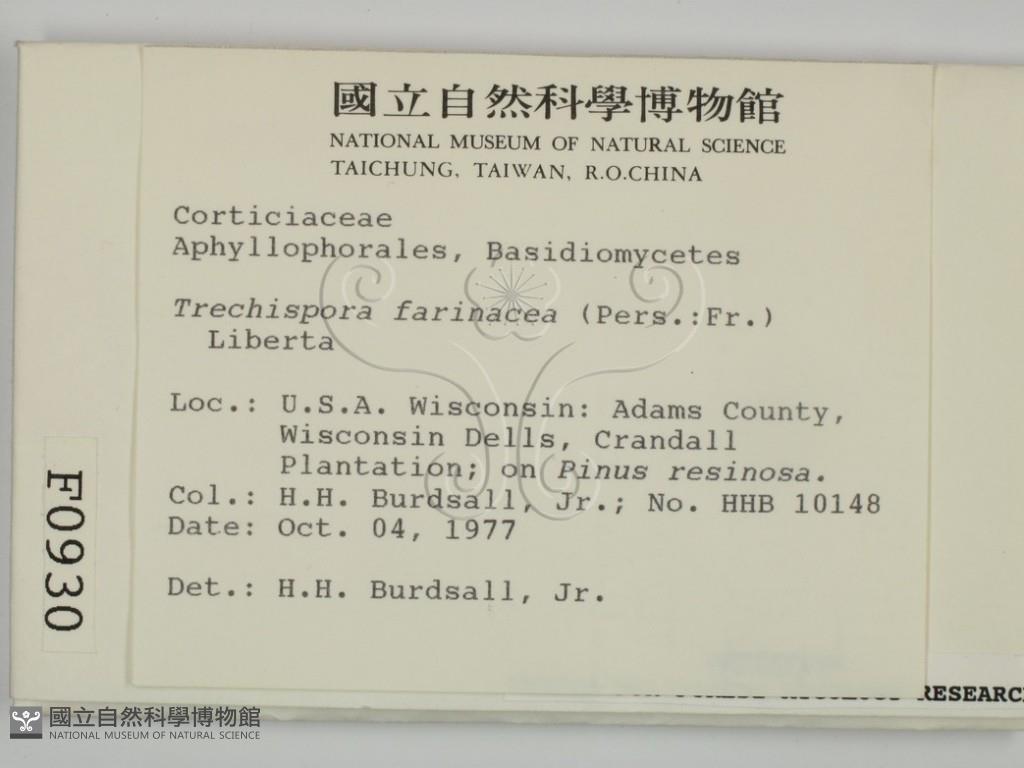 國立自然科學博物館
NATIONAL MUSEUM OF NATURAL SCIENCE
TAICHUNG, TAIWAN, R.O.CHINA
Corticiaceae
Aphyllophorales, Basidiomycetes
Trechispora farinacea (Pers.:Fr.)
Liberta
Loc.: U.S.A. Wisconsin: Adams County,
Wisconsin Dells, Crandall
Plantation; on Pinus resinosa.
Col.: H.H. Burdsall, Jr.; No. HHB 10148
Date: Oct. 04, 1977
Det.: H.H. Burdsall, Jr.
F0930
RESEARCH
國立自然科學博物館
NATIONAL MUSEUM OF NATURAL SCIENCE